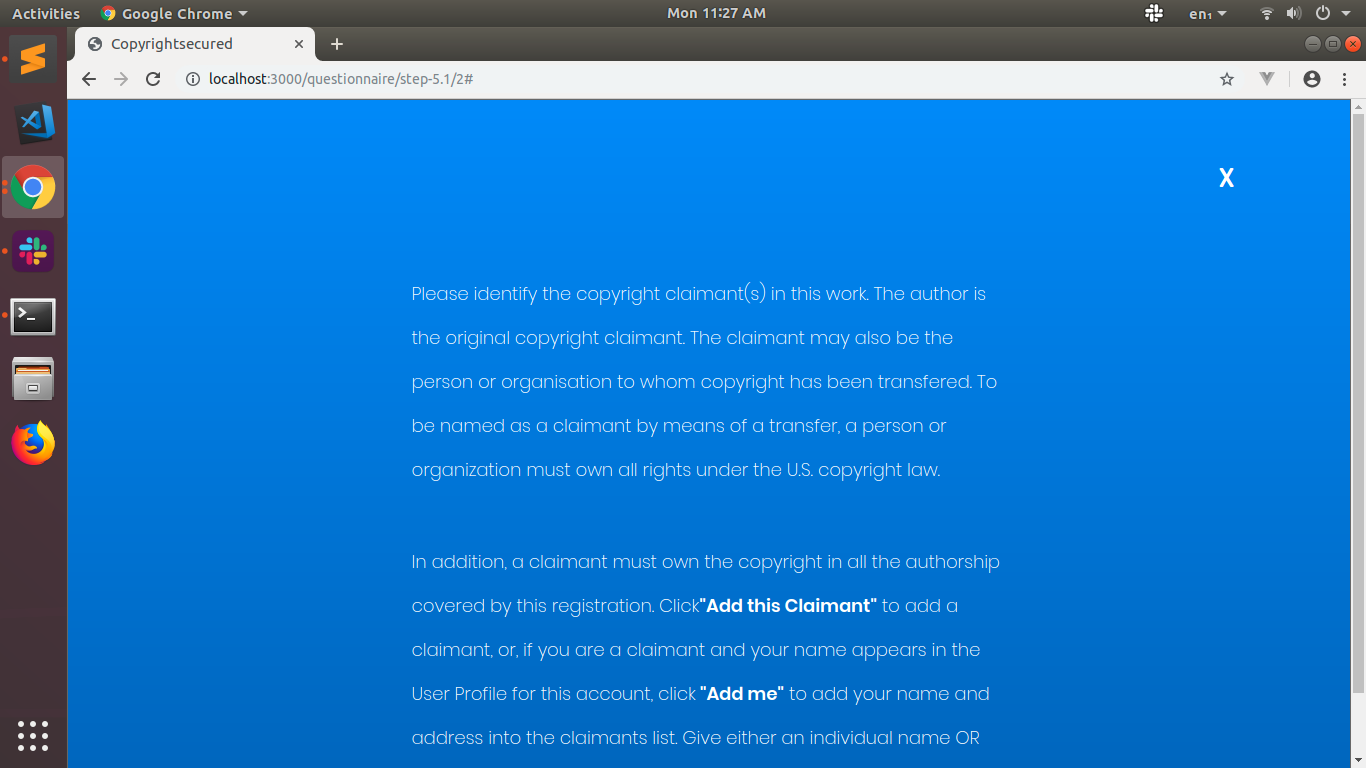 Activities
Google Chrome
Mon 11:27 AM
en₁
Copyrightsecured
localhost:3000/questionnaire/step-5.1/2#
X
Please identify the copyright claimant(s) in this work. The author is
the original copyright claimant. The claimant may also be the
person or organisation to whom copyright has been transfered. To
be named as a claimant by means of a transfer, a person or
organization must own all rights under the U.S. copyright law.
In addition, a claimant must own the copyright in all the authorship
covered by this registration. Click"Add this Claimant" to add a
claimant, or, if you are a claimant and your name appears in the
User Profile for this account, click "Add me" to add your name and
address into the claimants list. Give either an individual name OR